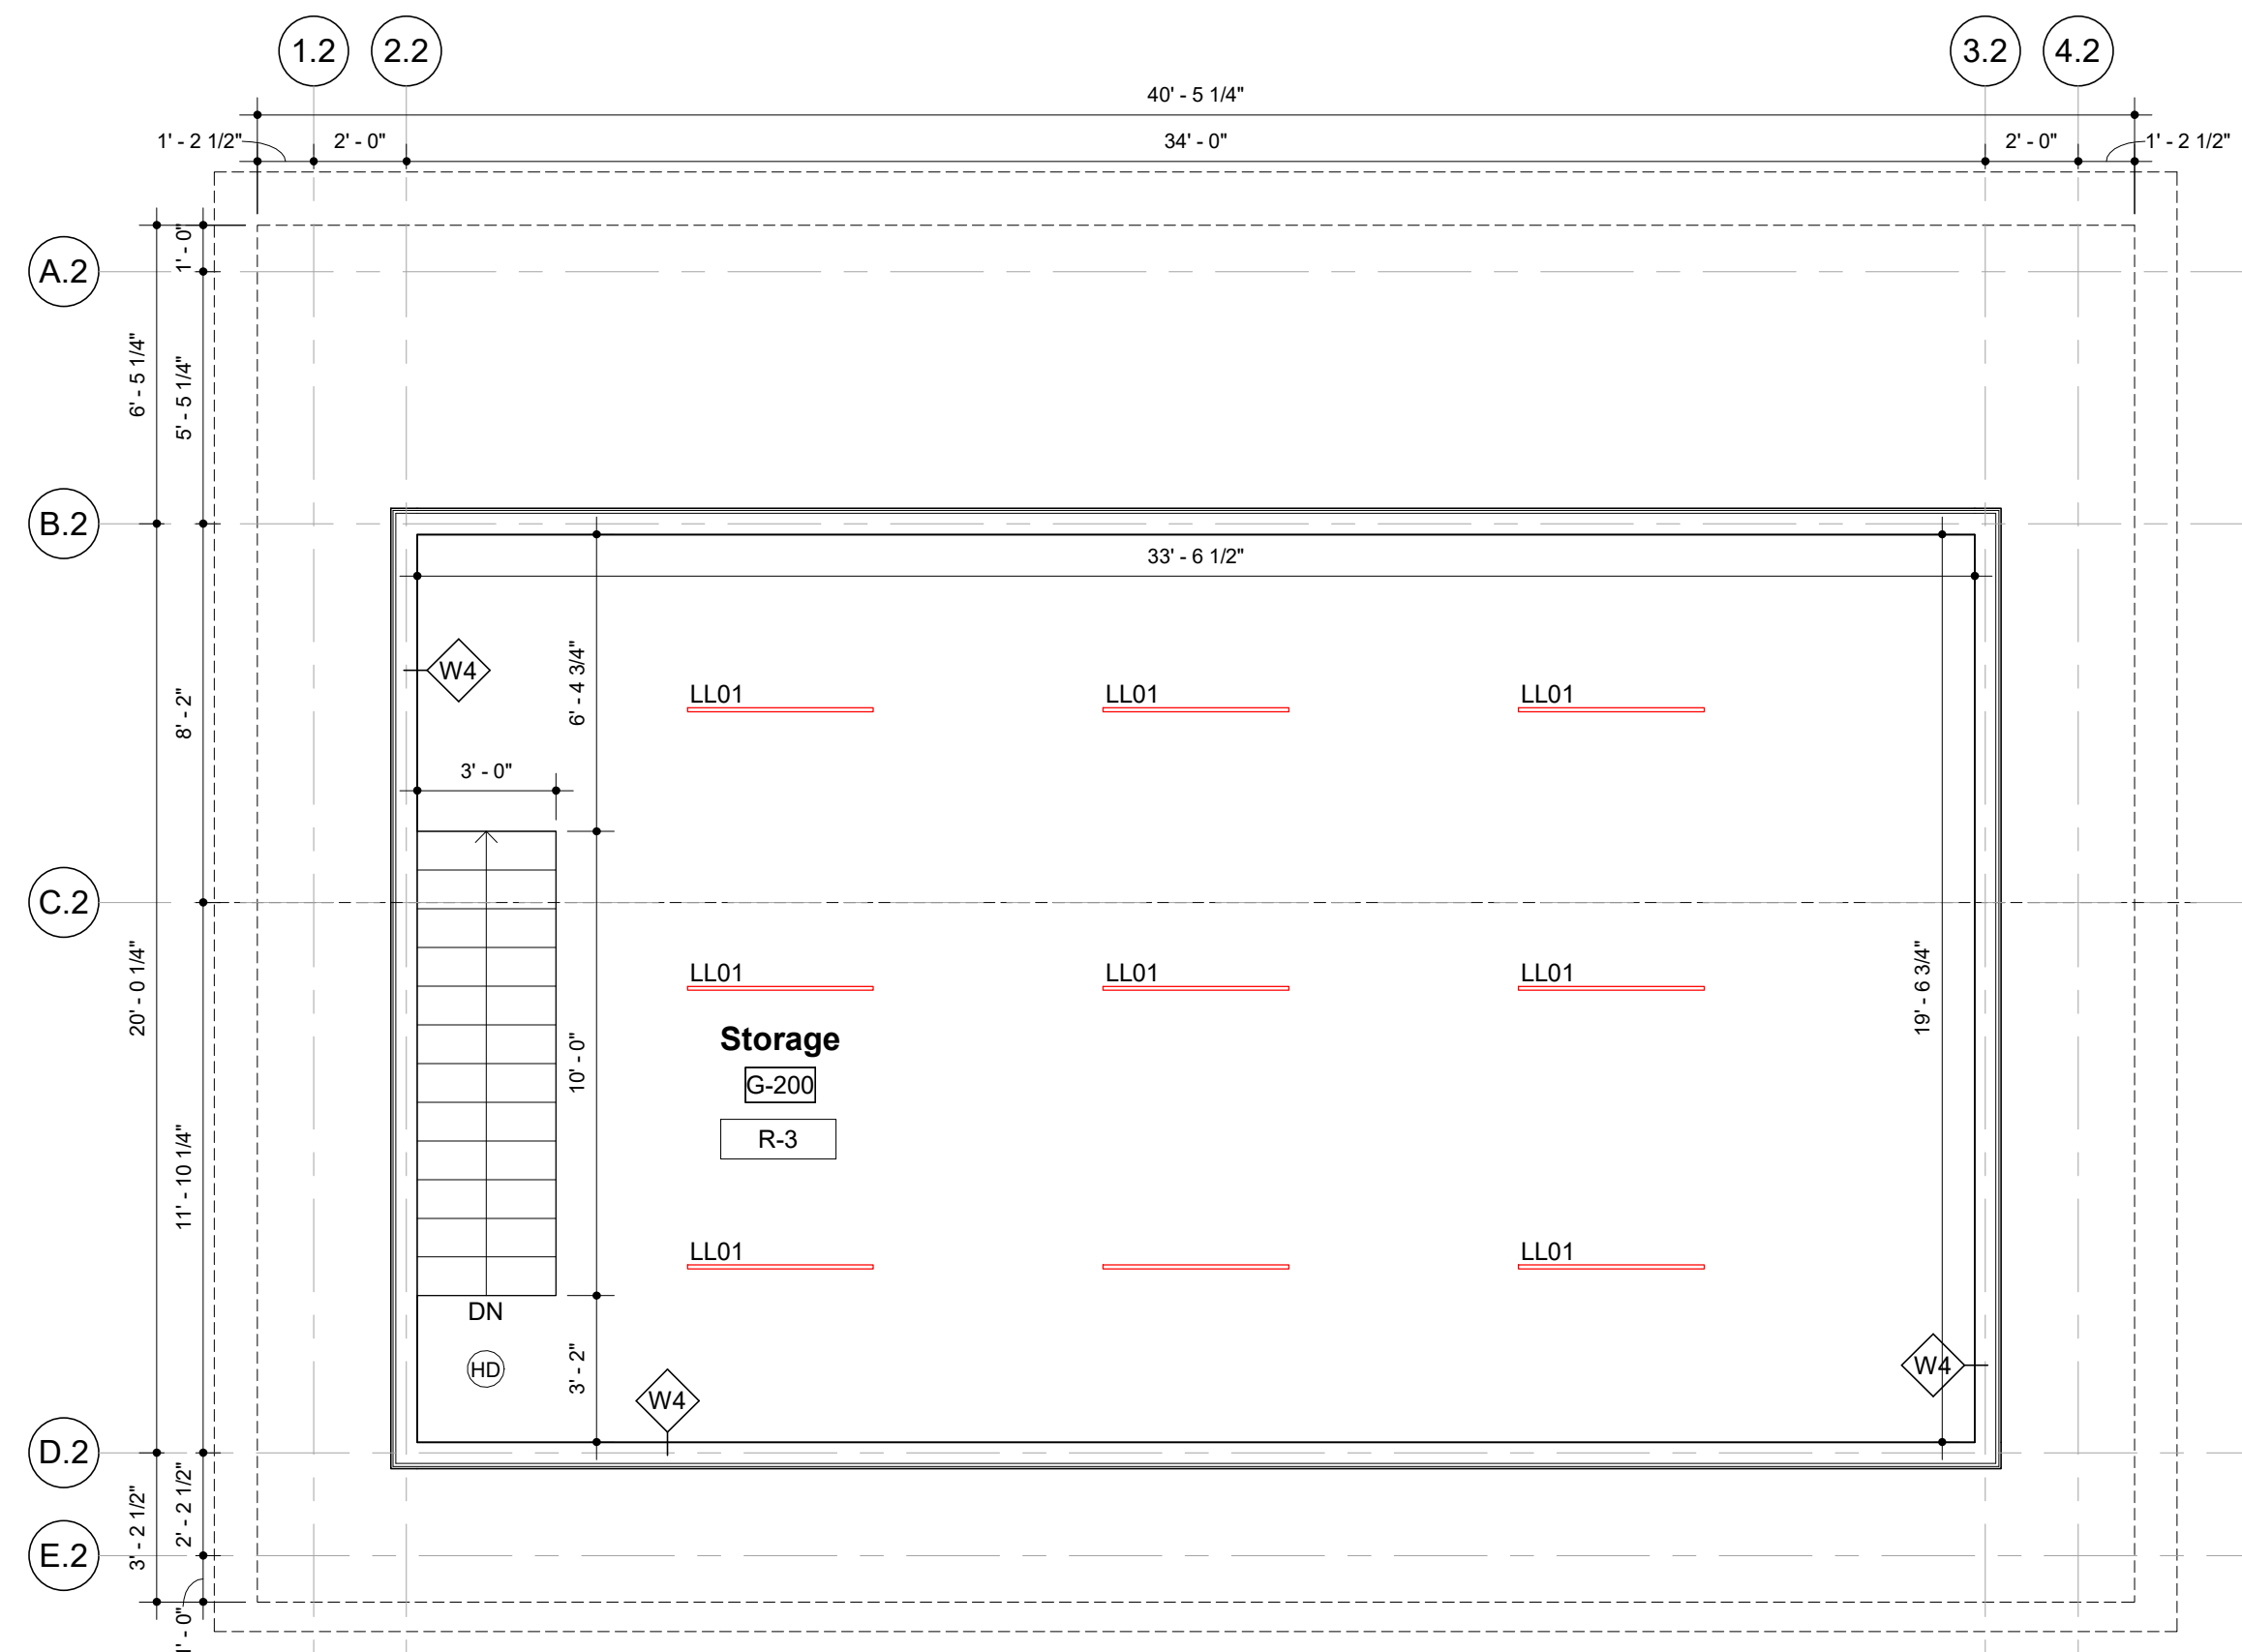 1.2
2.2
3.2
4.2
40' - 5 1/4"
1' - 2 1/2"
2' - 0"
34' - 0"
2' - 0"
1' - 2 1/2"
A.2
1' - 0"
6' - 5 1/4"
5' - 5 1/4"
B.2
33' - 6 1/2"
W4
6' - 4 3/4"
LL01
LL01
LL01
8' - 2"
3' - 0"
C.2
20' - 0 1/4"
19' - 6 3/4"
LL01
LL01
LL01
Storage
G-200
R-3
10' - 0"
11' - 10 1/4"
LL01
LL01
DN
HD
3' - 2"
W4
W4
D.2
3' - 2 1/2"
2' - 2 1/2"
E.2
1' - 0"